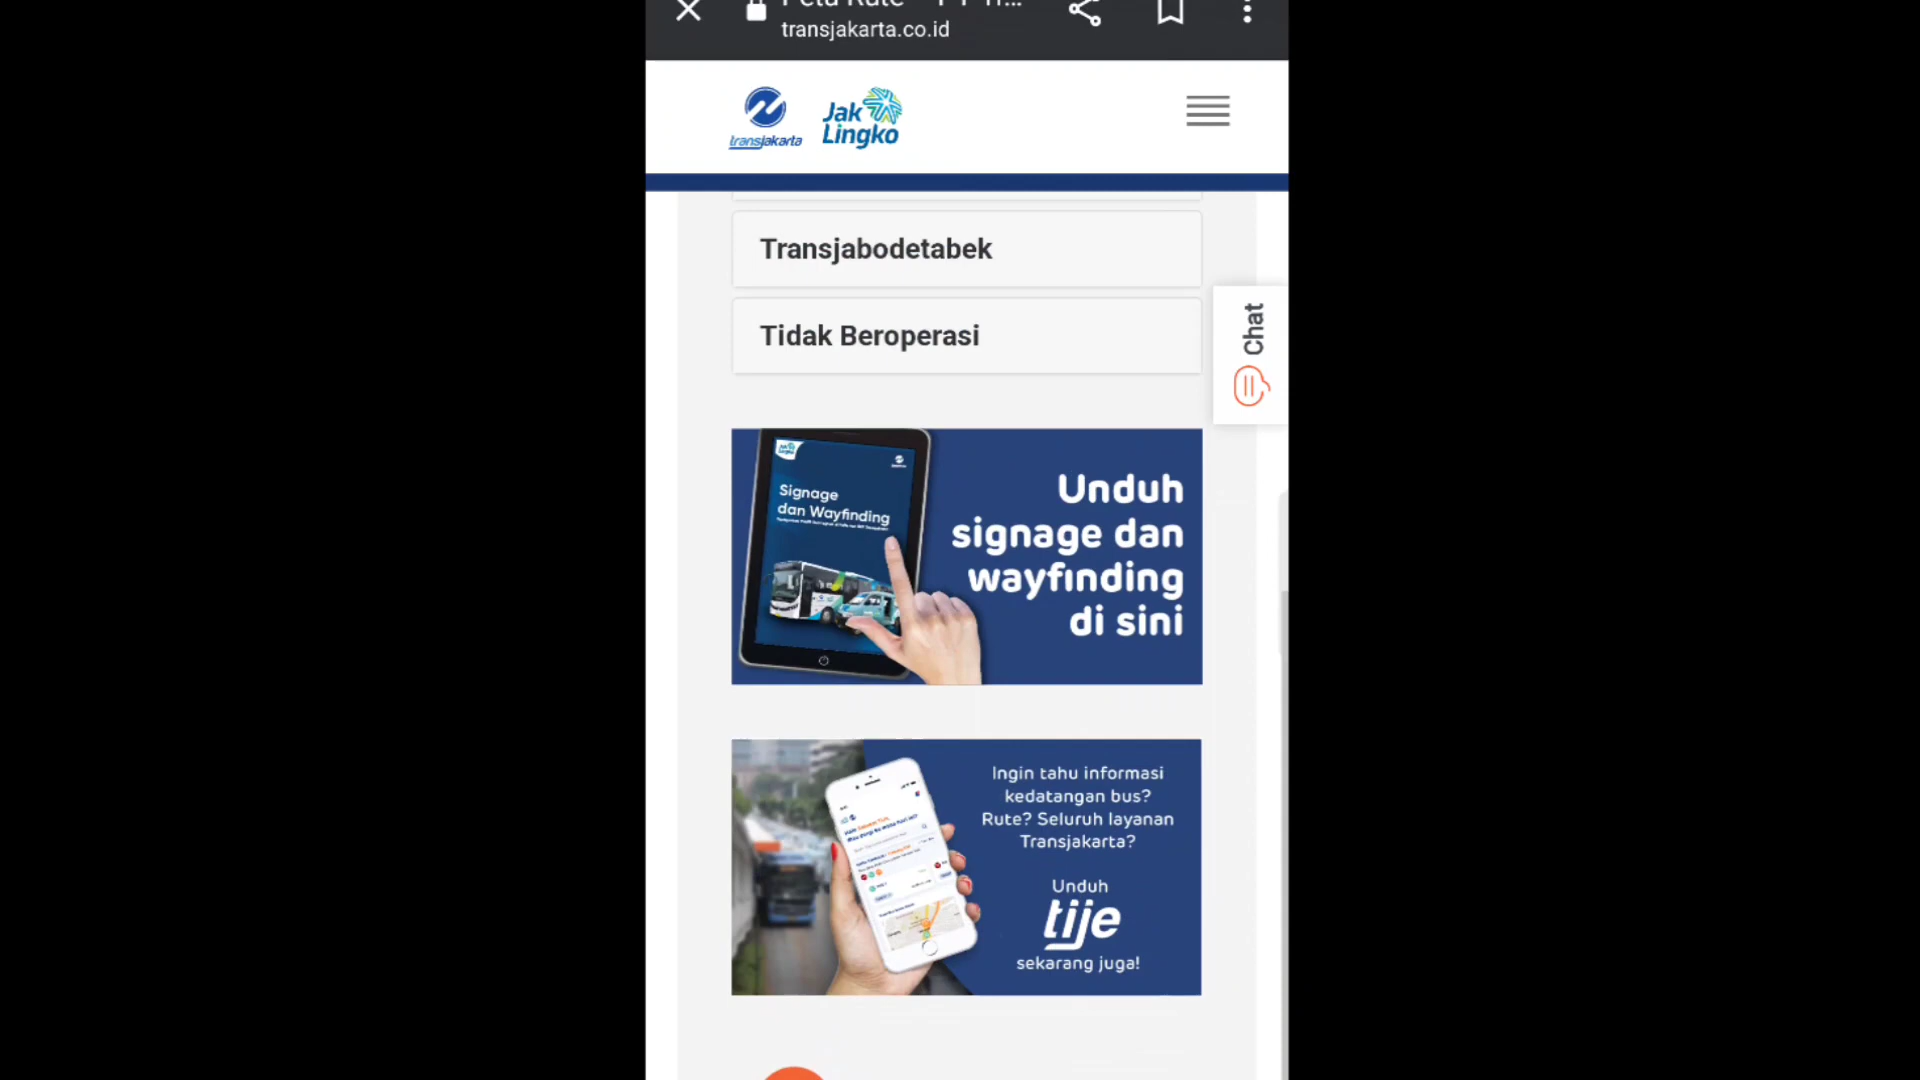 transjakarta.co.id
transjakarta
Jak
Lingko
Transjabodetabek
Tidak Beroperasi
Chat
Signage
dan Wayfinding
Unduh
signage dan
wayfinding
di sini
Ingin tahu informasi
kedatangan bus?
Rute? Seluruh layanan
Transjakarta?
Unduh
tije
sekarang juga!